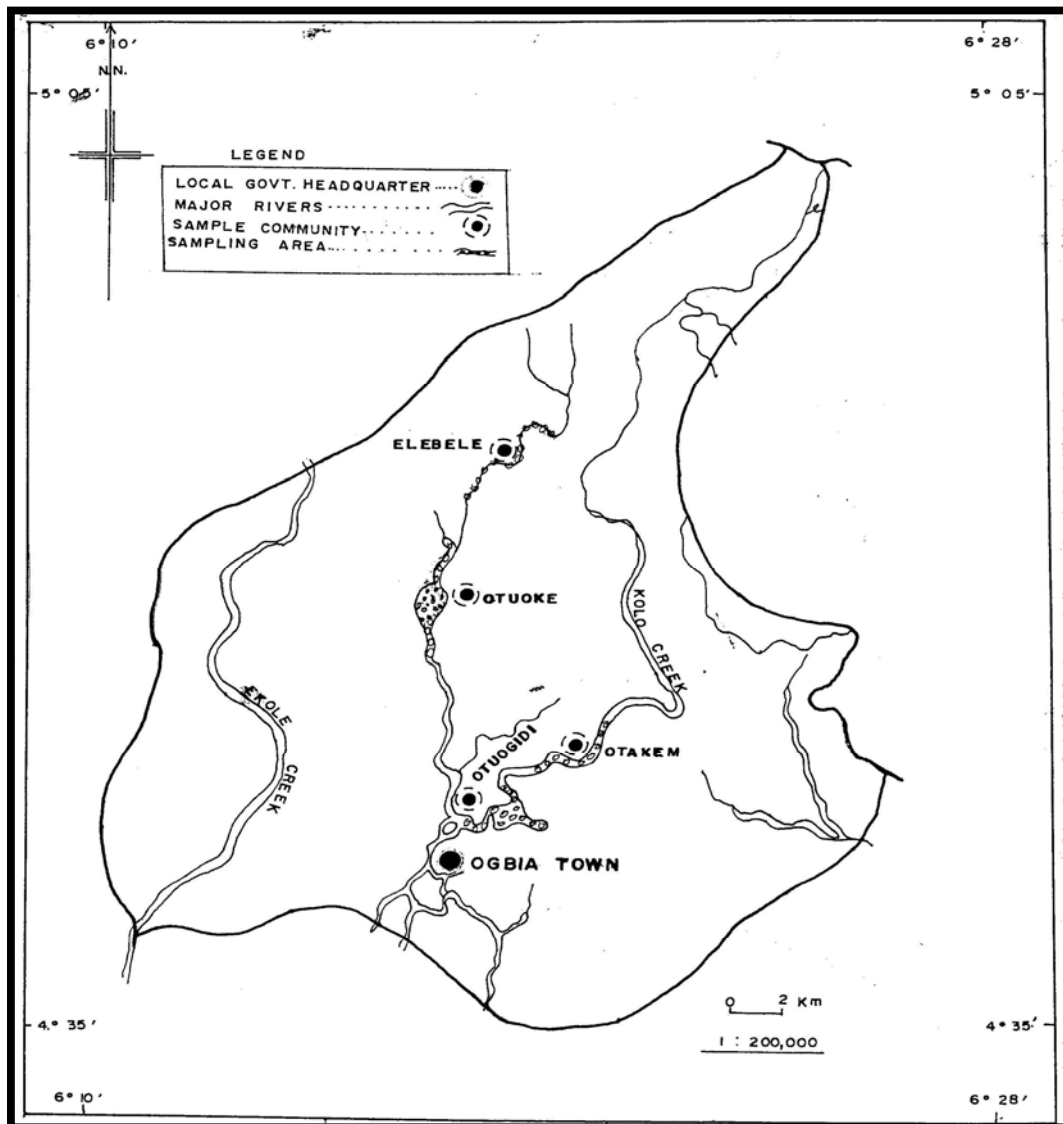 6° 10' 6° 28'
N.N.
5° 05' 5° 05'
LEGEND
LOCAL GOVT. HEADQUARTER.....
MAJOR RIVERS ............
SAMPLE COMMUNITY........
SAMPLING AREA.... . . . . .
ELEBELE
OTUOKE
KOLO CREEK
EKOLE CREEK
OTUOGIDI
OTAKEM
OGBIA TOWN
0 2 Km
4° 35' 4° 35'
1 : 200,000
6° 10' 6° 28'